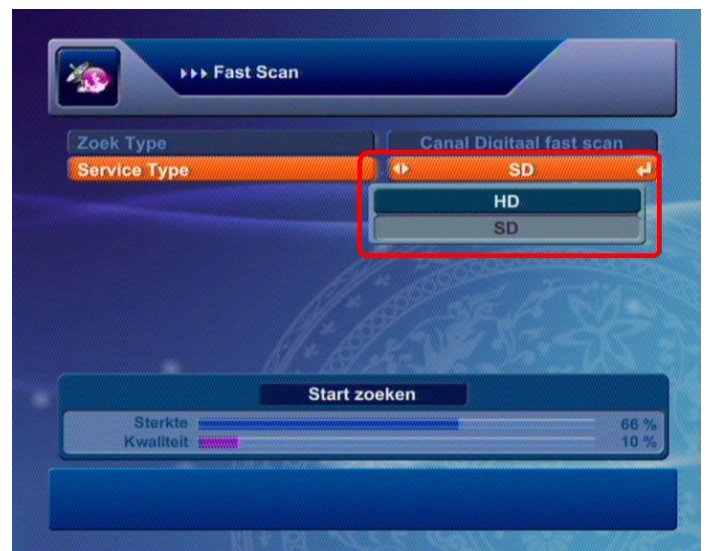 Fast Scan
Zoek Type Canal Digitaal fast scan
Service Type SD
HD
SD
Start zoeken
Sterkte 66 %
Kwaliteit 10 %